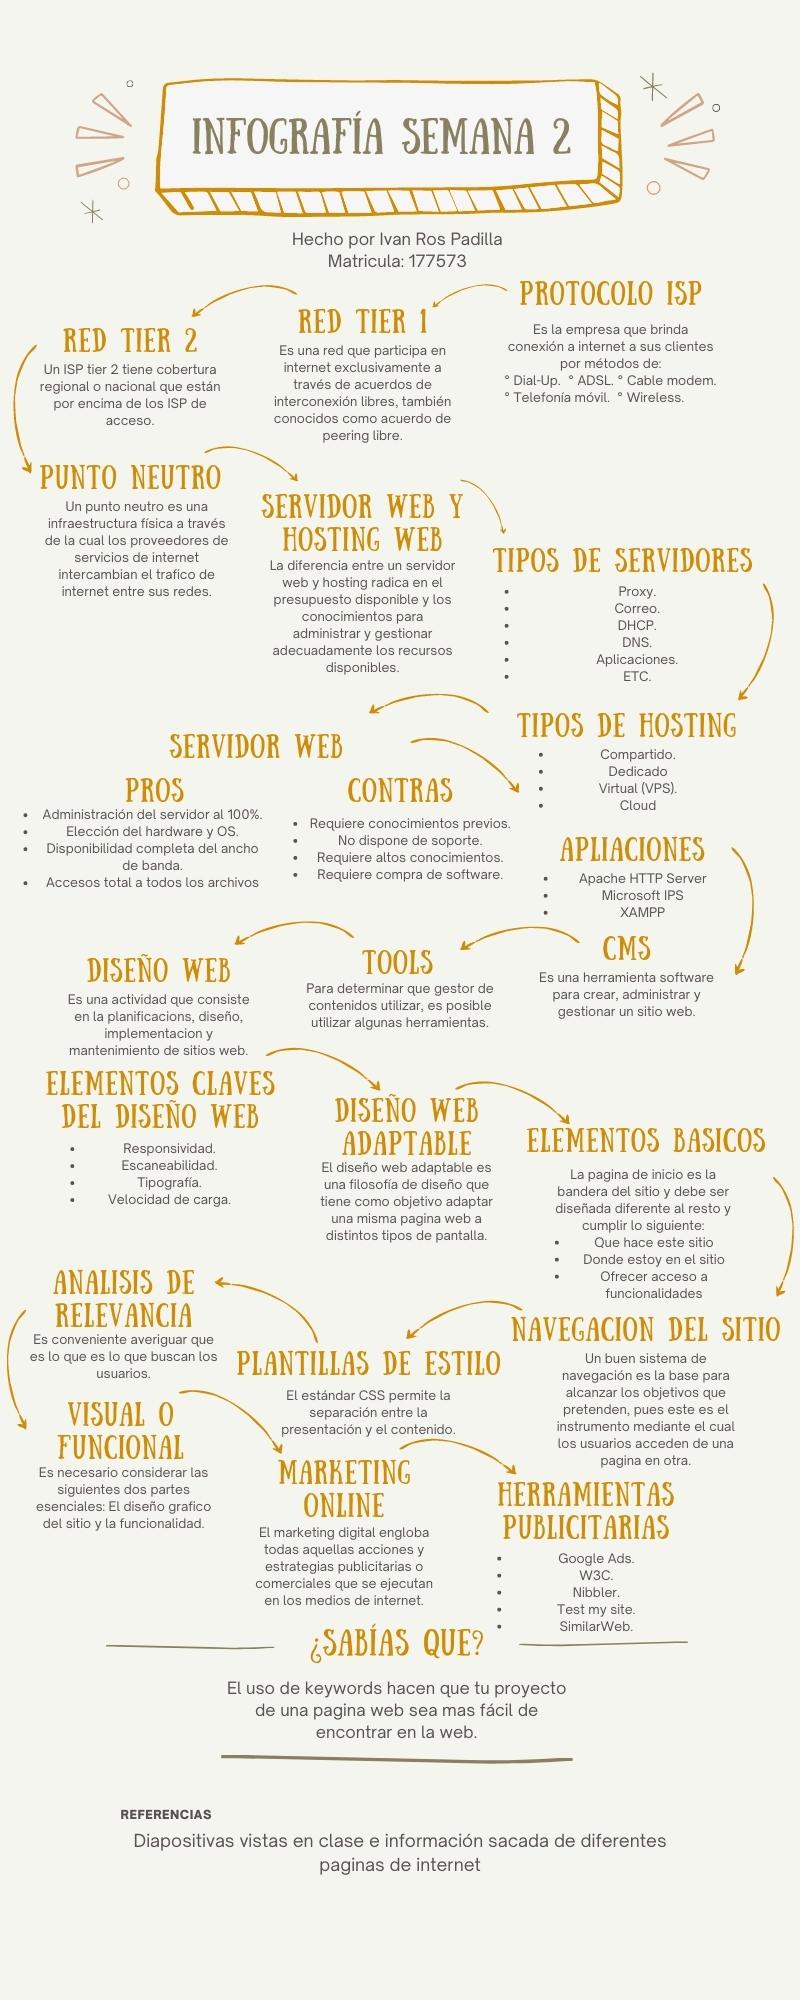 INFOGRAFÍA SEMANA 2
Hecho por Ivan Ros Padilla
Matricula: 177573
PROTOCOLO ISP
Es la empresa que brinda
conexión a internet a sus clientes
por métodos de:
° Dial-Up. ° ADSL. ° Cable modem.
° Telefonía móvil. ° Wireless.
RED TIER 1
Es una red que participa en
internet exclusivamente a
través de acuerdos de
interconexión libres, también
conocidos como acuerdo de
peering libre.
RED TIER 2
Un ISP tier 2 tiene cobertura
regional o nacional que están
por encima de los ISP de
acceso.
PUNTO NEUTRO
Un punto neutro es una
infraestructura física a través
de la cual los proveedores de
servicios de internet
intercambian el trafico de
internet entre sus redes.
SERVIDOR WEB Y
HOSTING WEB
La diferencia entre un servidor
web y hosting radica en el
presupuesto disponible y los
conocimientos para
administrar y gestionar
adecuadamente los recursos
disponibles.
TIPOS DE SERVIDORES
• Proxy.
• Correo.
• DHCP.
• DNS.
• Aplicaciones.
• ETC.
TIPOS DE HOSTING
• Compartido.
• Dedicado
• Virtual (VPS).
• Cloud
SERVIDOR WEB
PROS
• Administración del servidor al 100%.
• Elección del hardware y OS.
• Disponibilidad completa del ancho
de banda.
• Accesos total a todos los archivos
CONTRAS
• Requiere conocimientos previos.
• No dispone de soporte.
• Requiere altos conocimientos.
• Requiere compra de software.
APLIACIONES
• Apache HTTP Server
• Microsoft IPS
• XAMPP
CMS
Es una herramienta software
para crear, administrar y
gestionar un sitio web.
TOOLS
Para determinar que gestor de
contenidos utilizar, es posible
utilizar algunas herramientas.
DISEÑO WEB
Es una actividad que consiste
en la planificacions, diseño,
implementacion y
mantenimiento de sitios web.
ELEMENTOS CLAVES
DEL DISEÑO WEB
• Responsividad.
• Escaneabilidad.
• Tipografía.
• Velocidad de carga.
DISEÑO WEB
ADAPTABLE
El diseño web adaptable es
una filosofía de diseño que
tiene como objetivo adaptar
una misma pagina web a
distintos tipos de pantalla.
ELEMENTOS BASICOS
La pagina de inicio es la
bandera del sitio y debe ser
diseñada diferente al resto y
cumplir lo siguiente:
• Que hace este sitio
• Donde estoy en el sitio
• Ofrecer acceso a
funcionalidades
NAVEGACION DEL SITIO
Un buen sistema de
navegación es la base para
alcanzar los objetivos que
pretenden, pues este es el
instrumento mediante el cual
los usuarios acceden de una
pagina en otra.
PLANTILLAS DE ESTILO
El estándar CSS permite la
separación entre la
presentación y el contenido.
ANALISIS DE
RELEVANCIA
Es conveniente averiguar que
es lo que es lo que buscan los
usuarios.
VISUAL O
FUNCIONAL
Es necesario considerar las
siguientes dos partes
esenciales: El diseño grafico
del sitio y la funcionalidad.
MARKETING
ONLINE
El marketing digital engloba
todas aquellas acciones y
estrategias publicitarias o
comerciales que se ejecutan
en los medios de internet.
HERRAMIENTAS
PUBLICITARIAS
• Google Ads.
• W3C.
• Nibbler.
• Test my site.
• SimilarWeb.
¿SABÍAS QUE?
El uso de keywords hacen que tu proyecto
de una pagina web sea mas fácil de
encontrar en la web.
REFERENCIAS
Diapositivas vistas en clase e información sacada de diferentes
paginas de internet